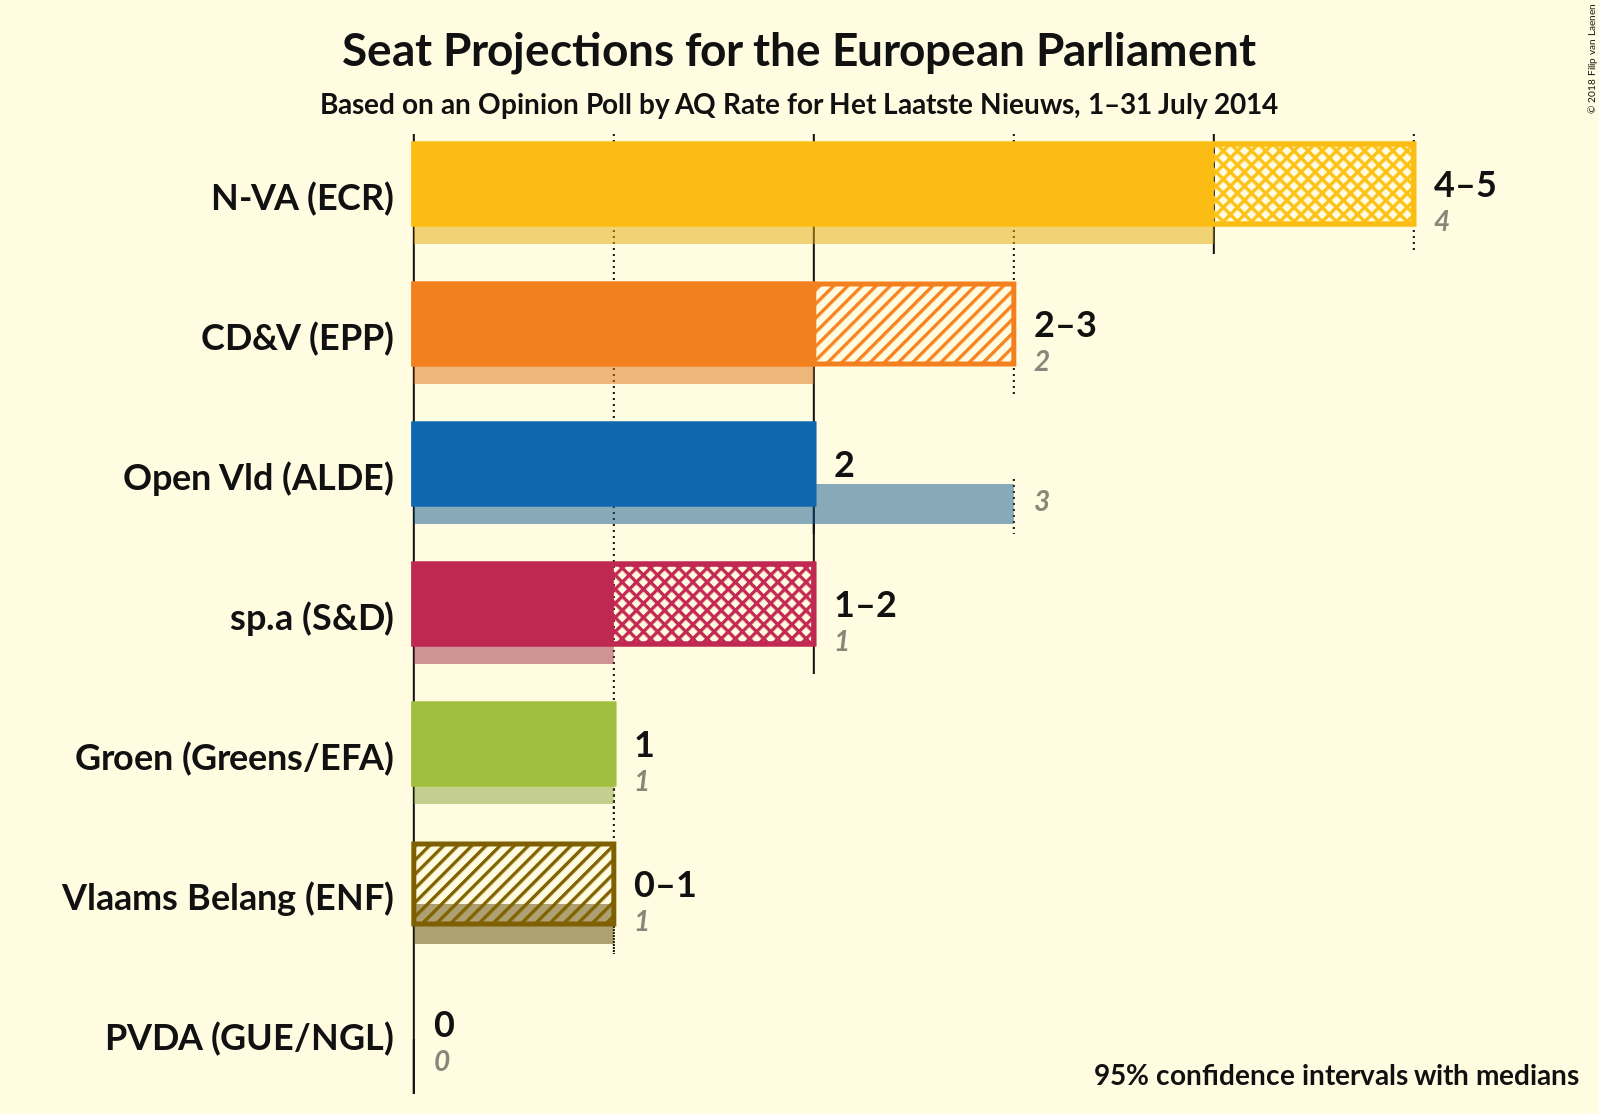 Seat Projections for the European Parliament
Based on an Opinion Poll by AQ Rate for Het Laatste Nieuws, 1–31 July 2014
© 2018 Filip van Laenen
N-VA (ECR)
4–5
4
CD&V (EPP)
2–3
2
Open Vld (ALDE)
2
3
sp.a (S&D)
1–2
1
Groen (Greens/EFA)
1
1
Vlaams Belang (ENF)
0–1
1
PVDA (GUE/NGL)
0
0
95% confidence intervals with medians